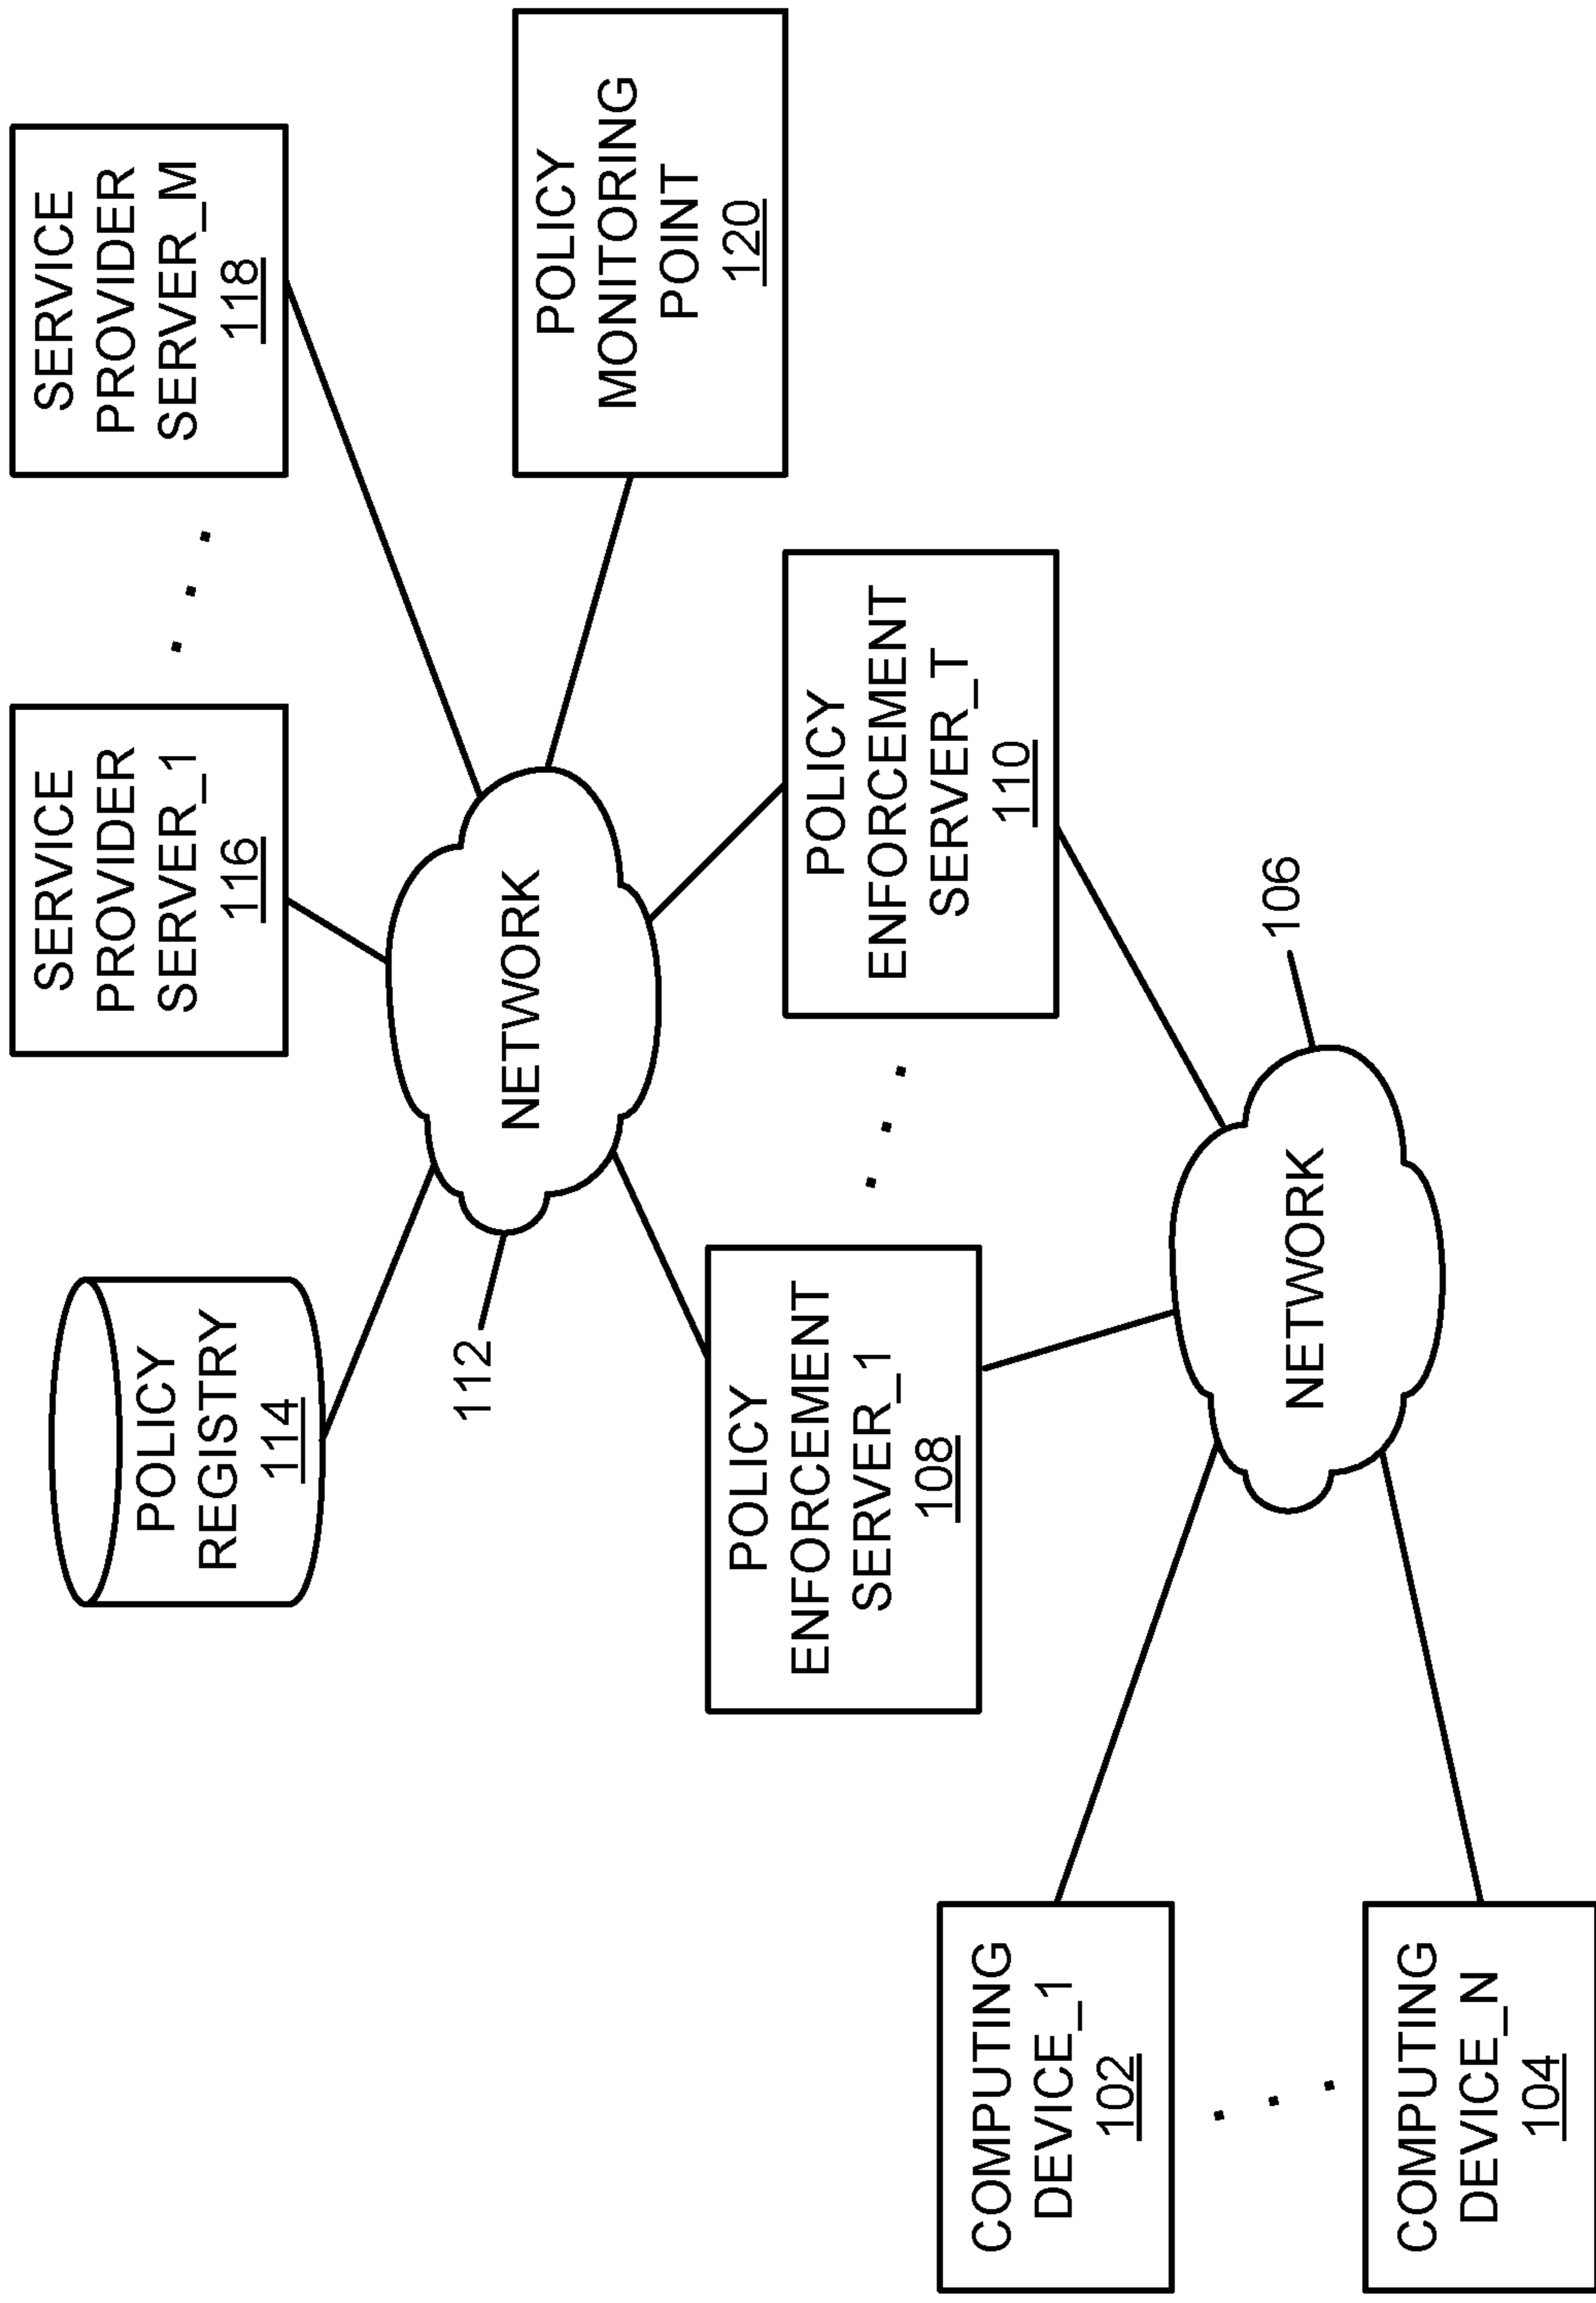 POLICY
REGISTRY
114
SERVICE
PROVIDER
SERVER_1
116
SERVICE
PROVIDER
SERVER_M
118
NETWORK
112
POLICY
MONITORING
POINT
120
POLICY
ENFORCEMENT
SERVER_1
108
POLICY
ENFORCEMENT
SERVER_T
110
COMPUTING
DEVICE_1
102
NETWORK
106
COMPUTING
DEVICE_N
104